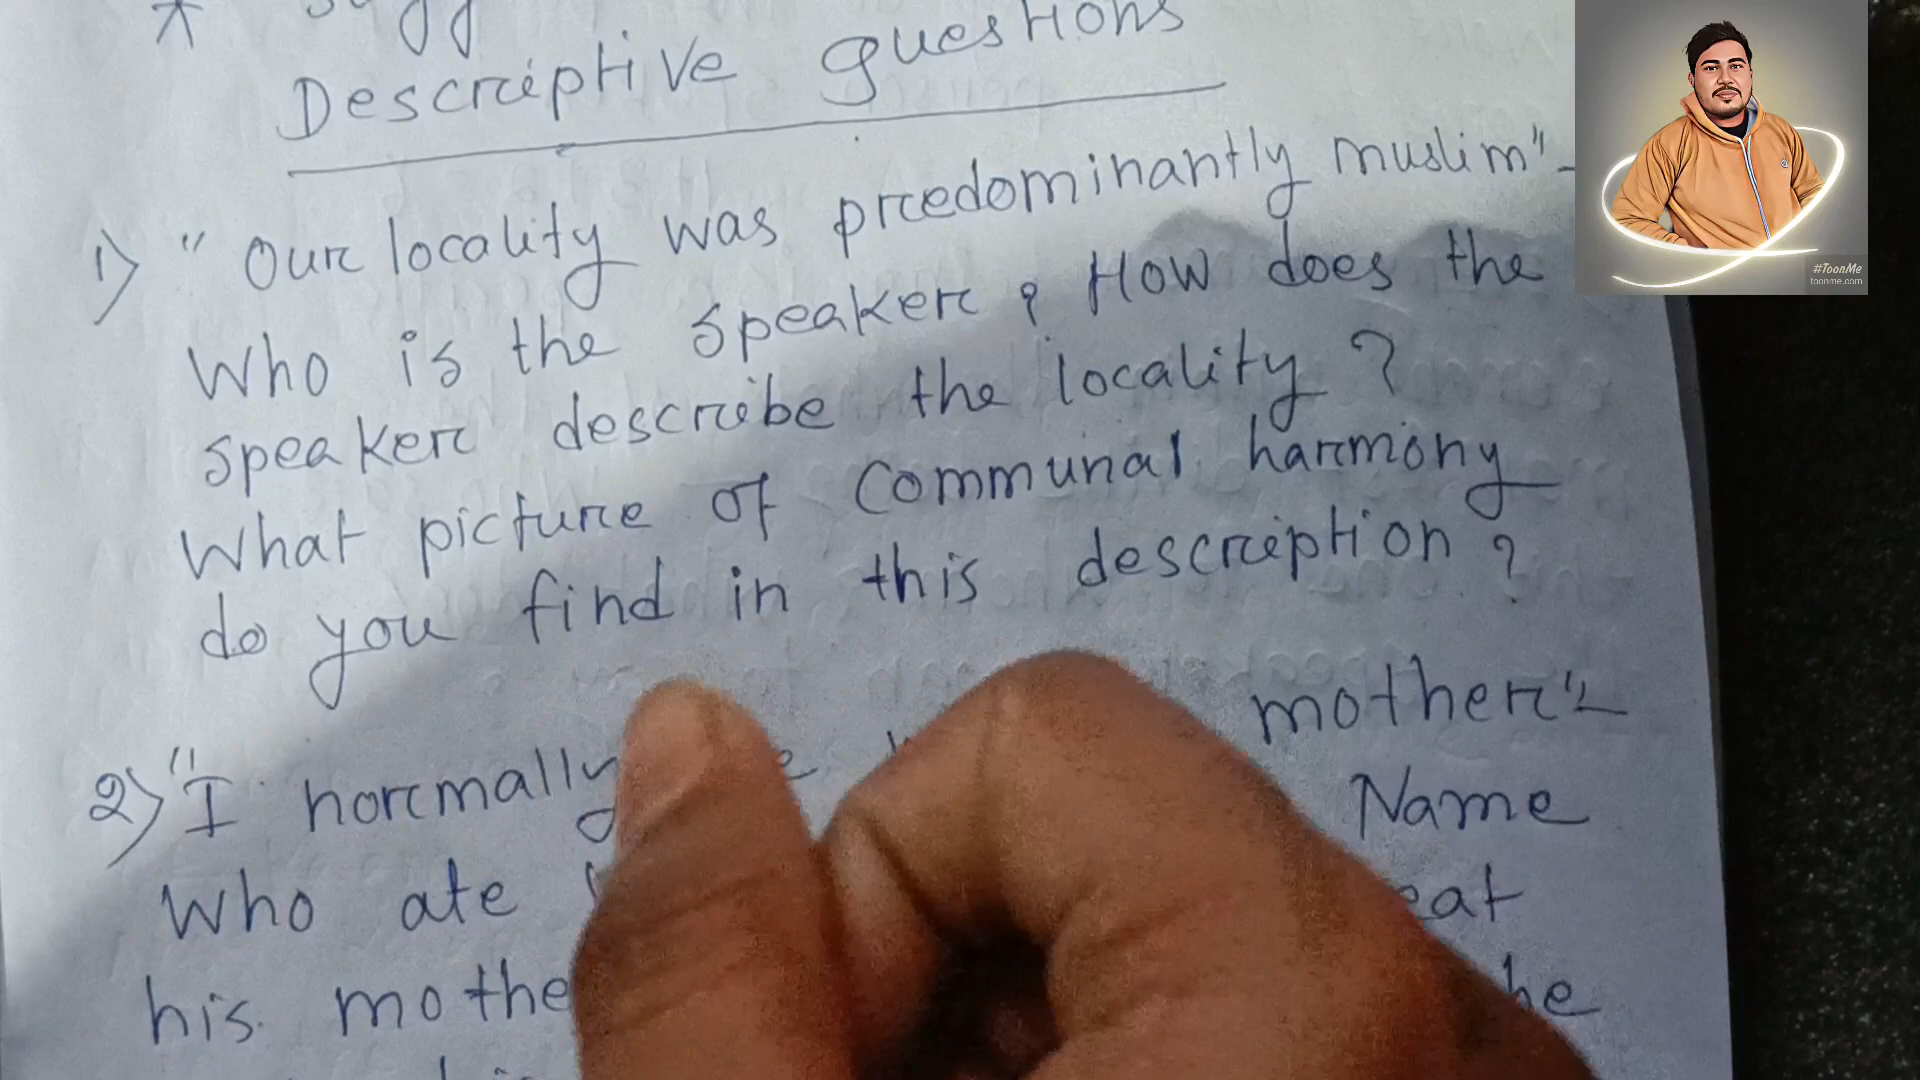 Descriptive questions
1) "Our locality was predominantly muslim"-
Who is the speaker? How does the
speaker describe the locality?
What picture of communal harmony
do you find in this description?
2) "I normally mother"-
Name
Who ate
his mothe
he
#ToonMe
toonme.com